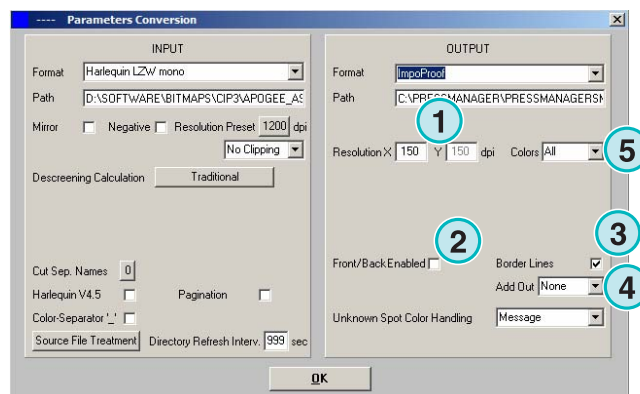 ---- Parameters Conversion
INPUT
Format Harlequin LZW mono
Path D:\SOFTWARE\BITMAPS\CIP3\APOGEE_AS
Mirror Negative Resolution Preset 1200 dpi
No Clipping
Descreening Calculation Traditional
Cut Sep. Names 0
Harlequin V4.5 Pagination
Color-Separator '_'
Source File Treatment Directory Refresh Interv. 999 sec
OUTPUT
Format ImpoProof
Path C:\PRESSMANAGER\PRESSMANAGERSN
1
Resolution X 150 Y 150 dpi Colors All 5
2 3
Front/Back Enabled Border Lines
Add Out None 4
Unknown Spot Color Handling Message
OK